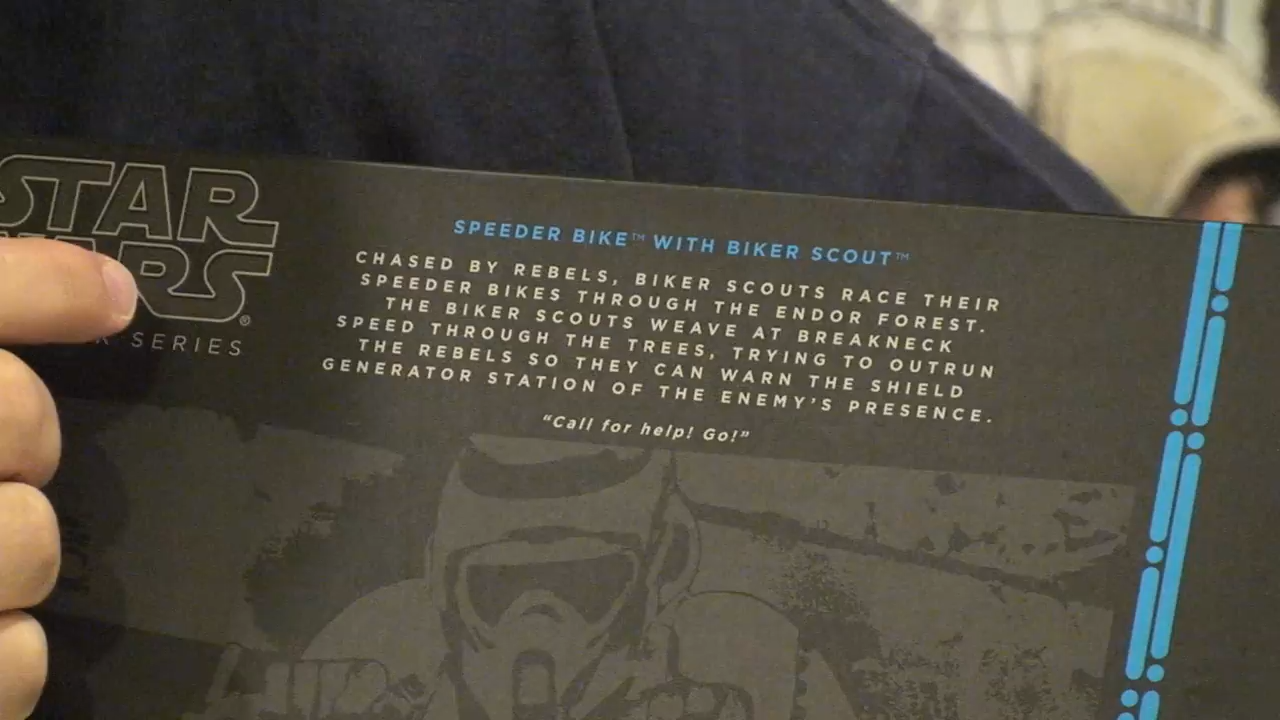 STAR
WARS®
SERIES
SPEEDER BIKE™ WITH BIKER SCOUT™
CHASED BY REBELS, BIKER SCOUTS RACE THEIR
SPEEDER BIKES THROUGH THE ENDOR FOREST.
THE BIKER SCOUTS WEAVE AT BREAKNECK
SPEED THROUGH THE TREES, TRYING TO OUTRUN
THE REBELS SO THEY CAN WARN THE SHIELD
GENERATOR STATION OF THE ENEMY'S PRESENCE.
"Call for help! Go!"